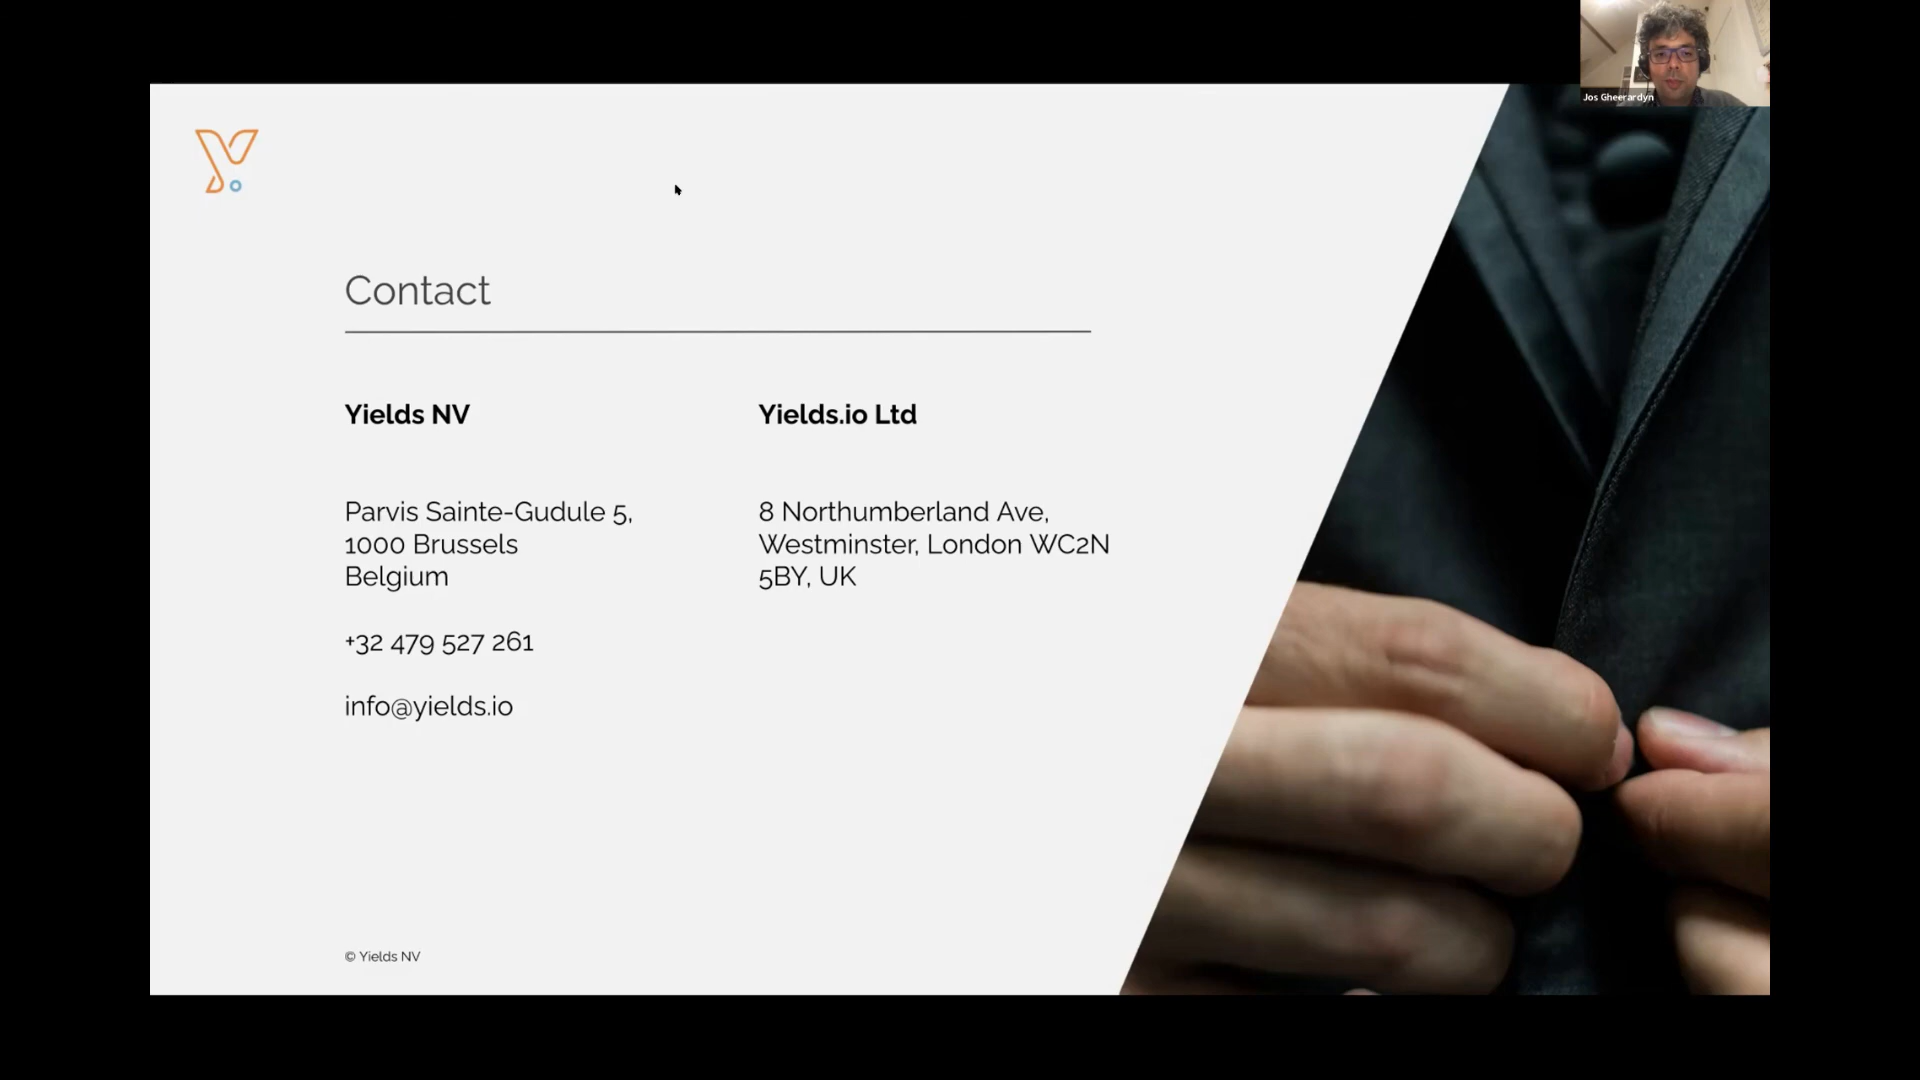 Jos Gheerardyn
Contact
Yields NV
Parvis Sainte-Gudule 5,
1000 Brussels
Belgium
+32 479 527 261
info@yields.io
Yields.io Ltd
8 Northumberland Ave,
Westminster, London WC2N
5BY, UK
© Yields NV